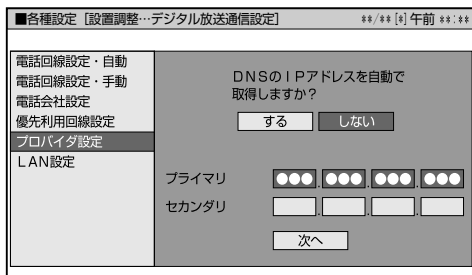 ■各種設定［設置調整…デジタル放送通信設定］ **/**[*]午前**:**
電話回線設定・自動
電話回線設定・手動
電話会社設定
優先利用回線設定
プロバイダ設定
ＬＡＮ設定
ＤＮＳのＩＰアドレスを自動で
取得しますか？
する しない
プライマリ ●●●.●●●.●●●.●●●
セカンダリ . . .
次へ